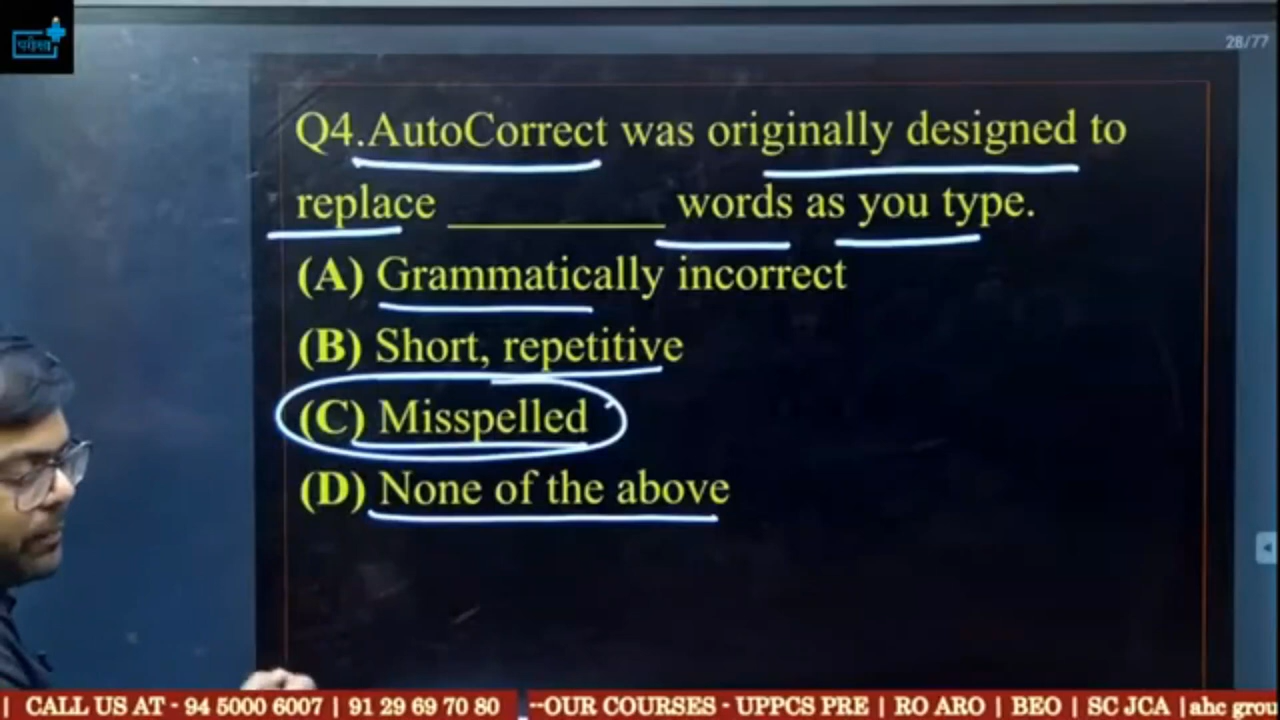 परीक्षा
28/77
Q4.AutoCorrect was originally designed to
replace __________ words as you type.
(A) Grammatically incorrect
(B) Short, repetitive
(C) Misspelled
(D) None of the above
| CALL US AT - 94 5000 6007 | 91 29 69 70 80 --OUR COURSES - UPPCS PRE | RO ARO | BEO | SC JCA |ahc grou